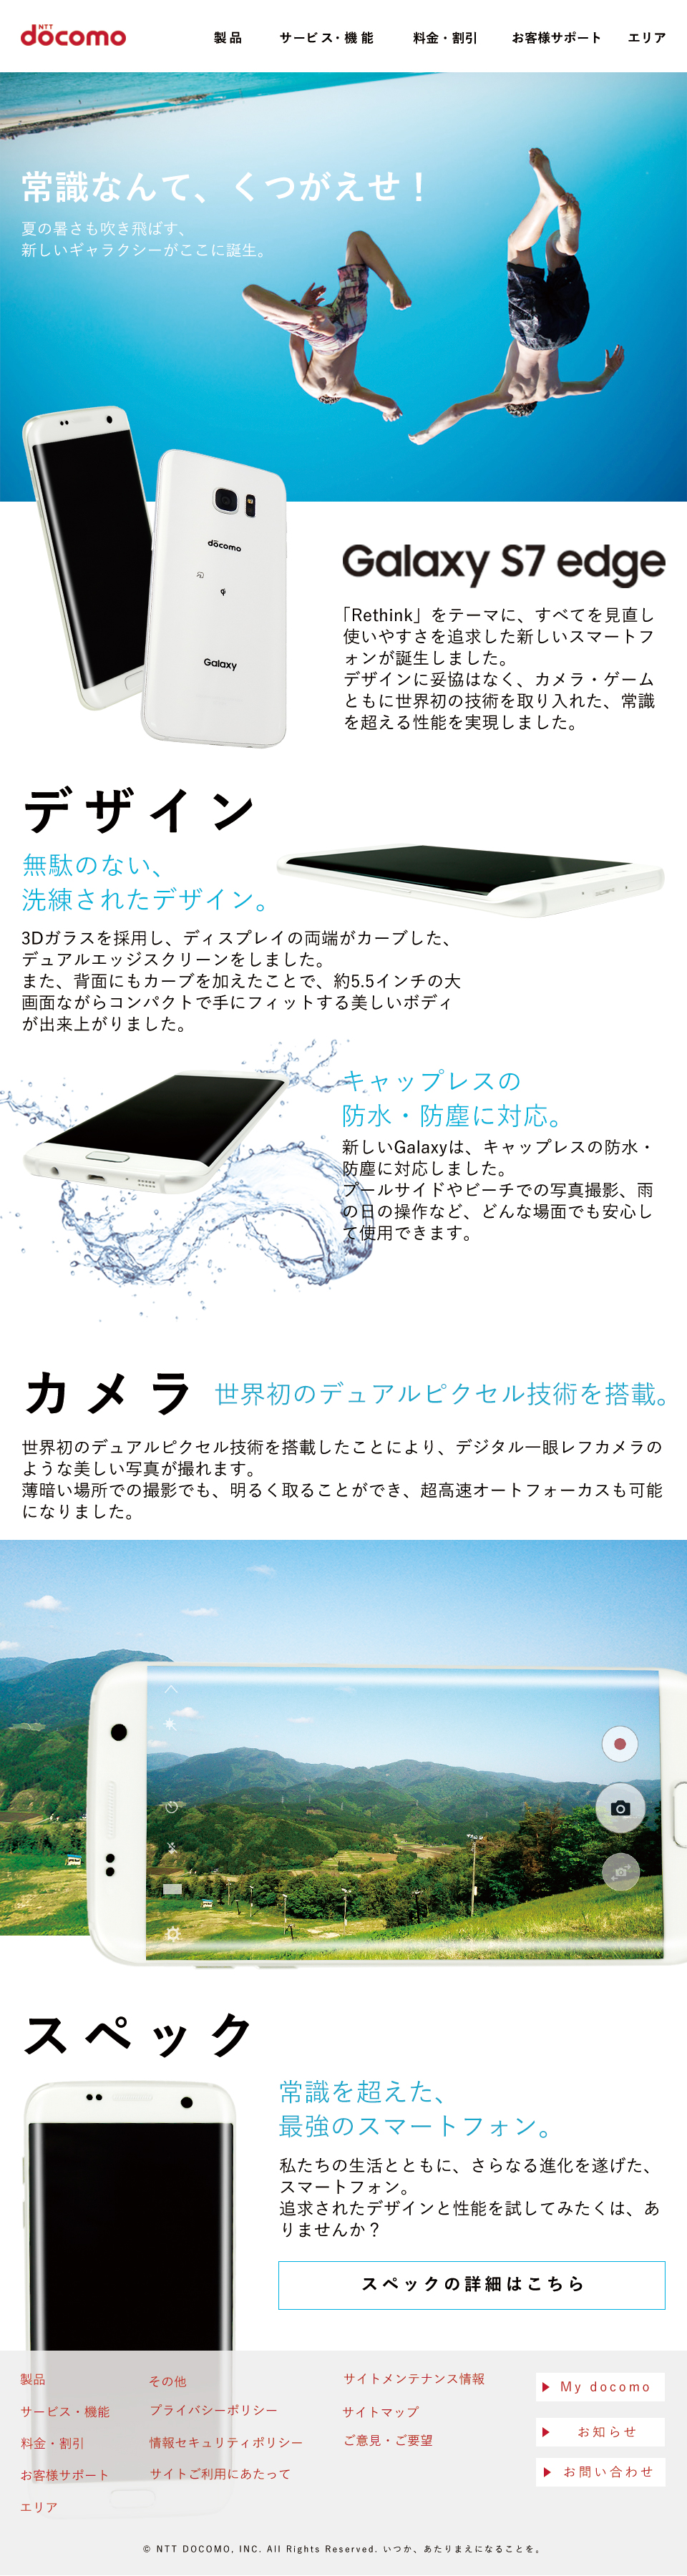 NTT
docomo
製品 サービス・機能 料金・割引 お客様サポート エリア
常識なんて、くつがえせ！
夏の暑さも吹き飛ばす、
新しいギャラクシーがここに誕生。
docomo
Galaxy
Galaxy S7 edge
「Rethink」をテーマに、すべてを見直し
使いやすさを追求した新しいスマートフ
ォンが誕生しました。
デザインに妥協はなく、カメラ・ゲーム
ともに世界初の技術を取り入れた、常識
を超える性能を実現しました。
デザイン
無駄のない、
洗練されたデザイン。
docomo
3Dガラスを採用し、ディスプレイの両端がカーブした、
デュアルエッジスクリーンをしました。
また、背面にもカーブを加えたことで、約5.5インチの大
画面ながらコンパクトで手にフィットする美しいボディ
が出来上がりました。
キャップレスの
防水・防塵に対応。
新しいGalaxyは、キャップレスの防水・
防塵に対応しました。
プールサイドやビーチでの写真撮影、雨
の日の操作など、どんな場面でも安心し
て使用できます。
カメラ 世界初のデュアルピクセル技術を搭載。
世界初のデュアルピクセル技術を搭載したことにより、デジタル一眼レフカメラの
ような美しい写真が撮れます。
薄暗い場所での撮影でも、明るく取ることができ、超高速オートフォーカスも可能
になりました。
スペック
常識を超えた、
最強のスマートフォン。
私たちの生活とともに、さらなる進化を遂げた、
スマートフォン。
追求されたデザインと性能を試してみたくは、あ
りませんか？
スペックの詳細はこちら
製品
サービス・機能
料金・割引
お客様サポート
エリア
その他
プライバシーポリシー
情報セキュリティポリシー
サイトご利用にあたって
サイトメンテナンス情報
サイトマップ
ご意見・ご要望
My docomo
お知らせ
お問い合わせ
© NTT DOCOMO, INC. All Rights Reserved. いつか、あたりまえになることを。